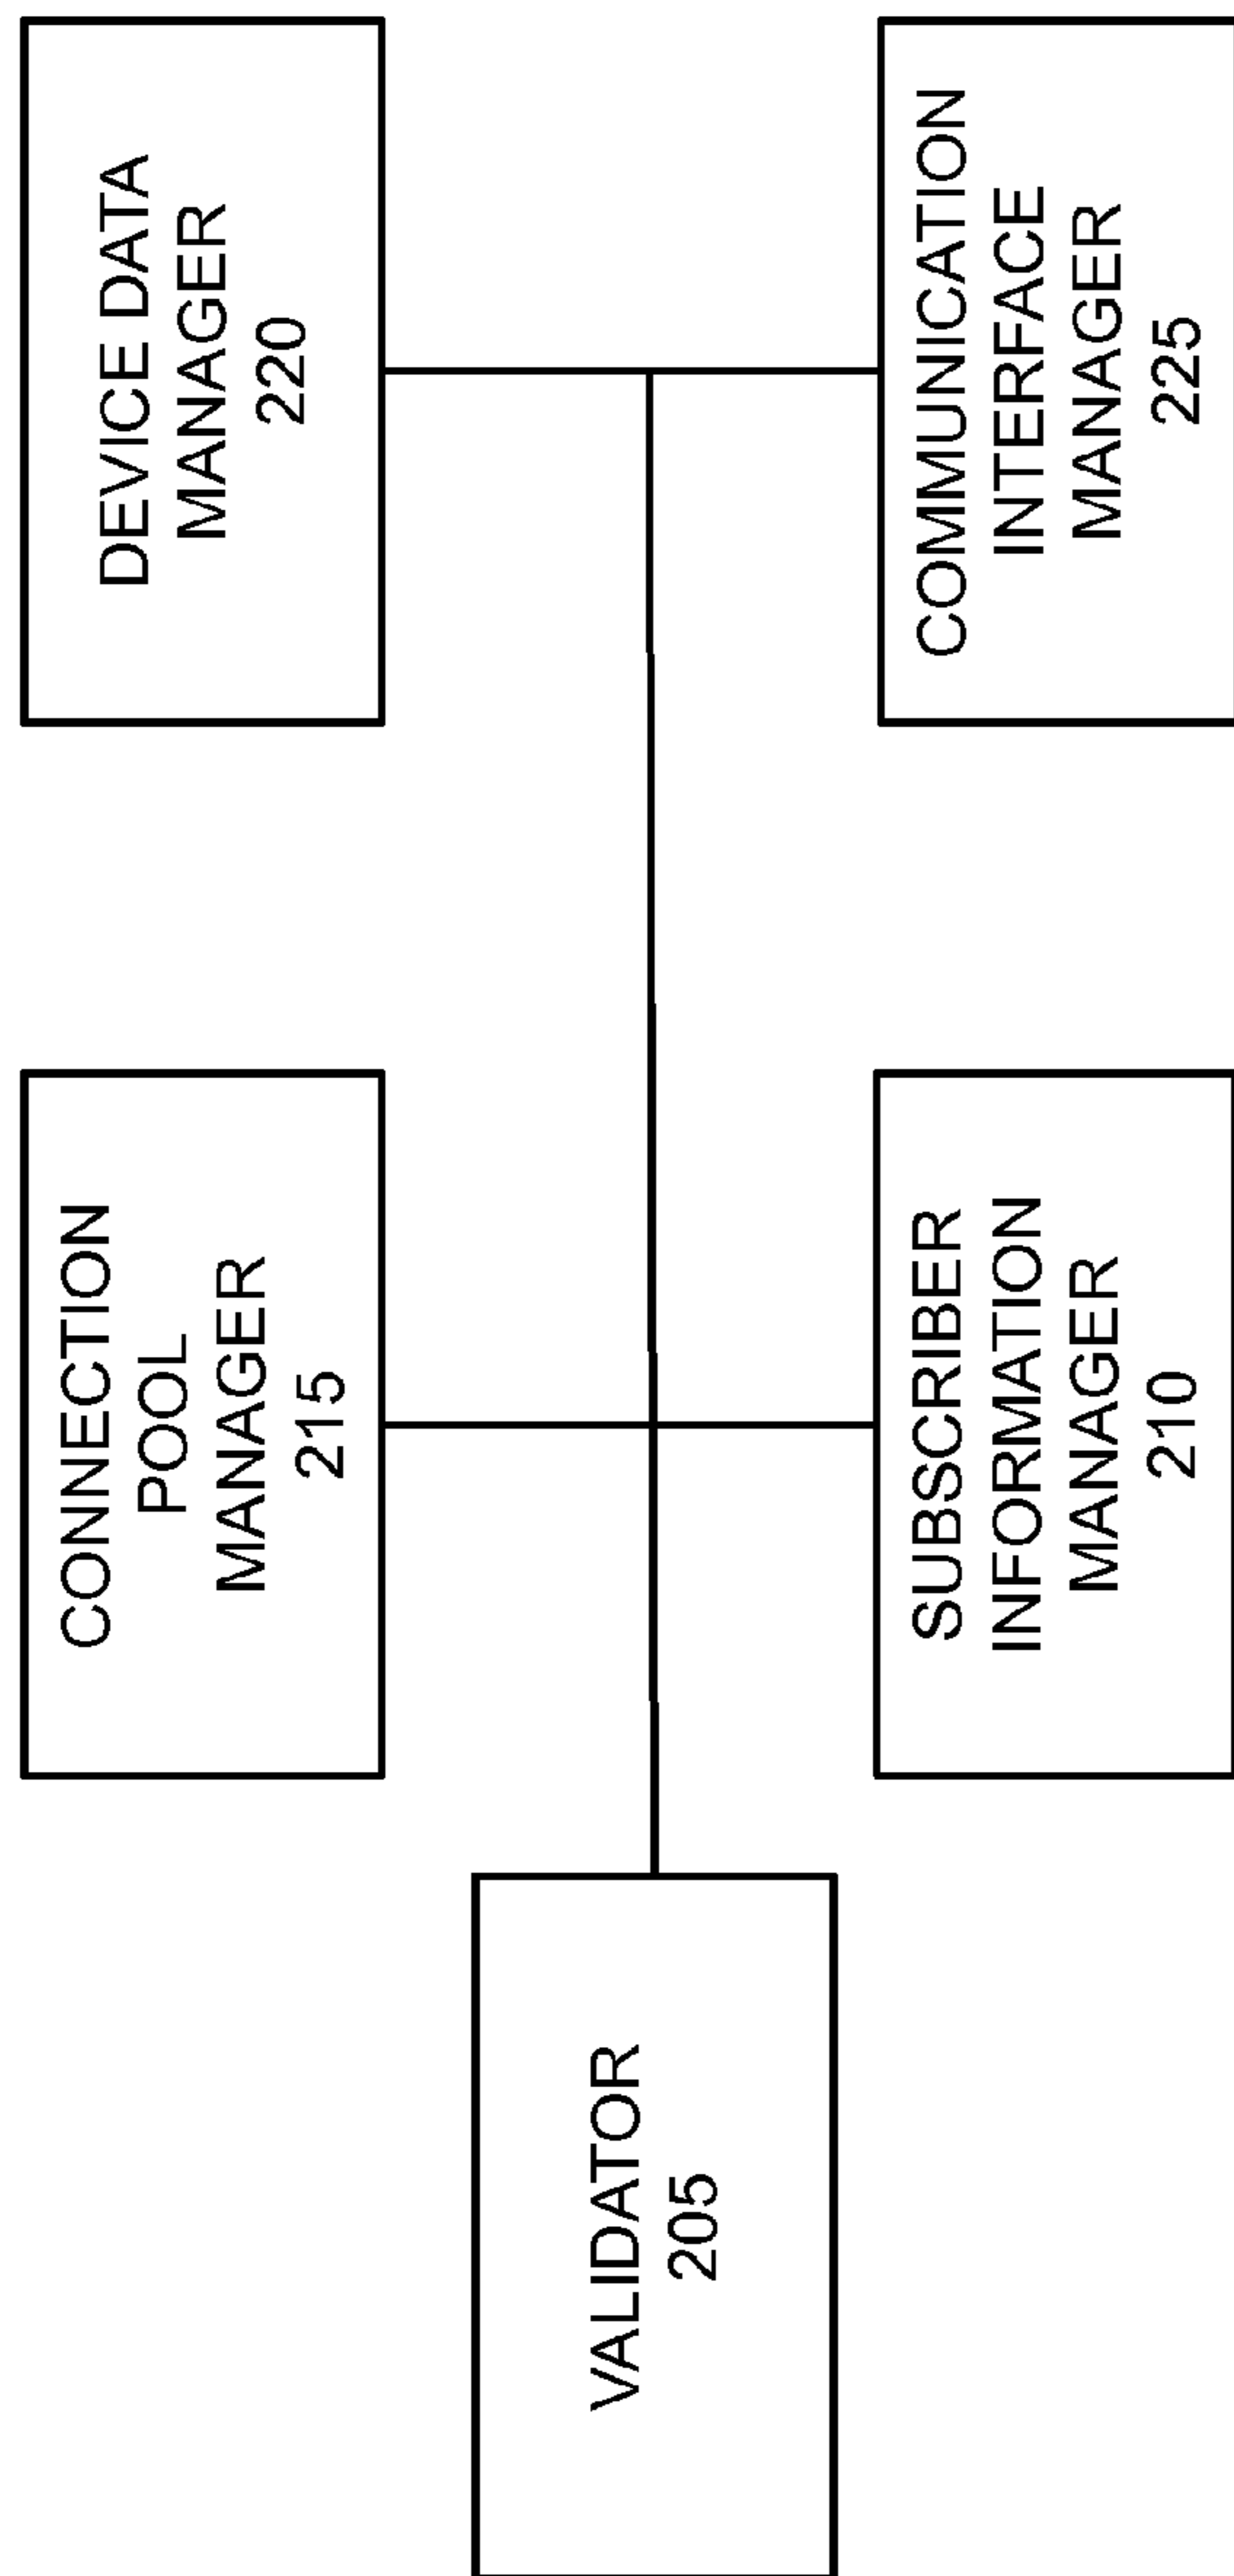 CONNECTION
POOL
MANAGER
215
DEVICE DATA
MANAGER
220
VALIDATOR
205
SUBSCRIBER
INFORMATION
MANAGER
210
COMMUNICATION
INTERFACE
MANAGER
225